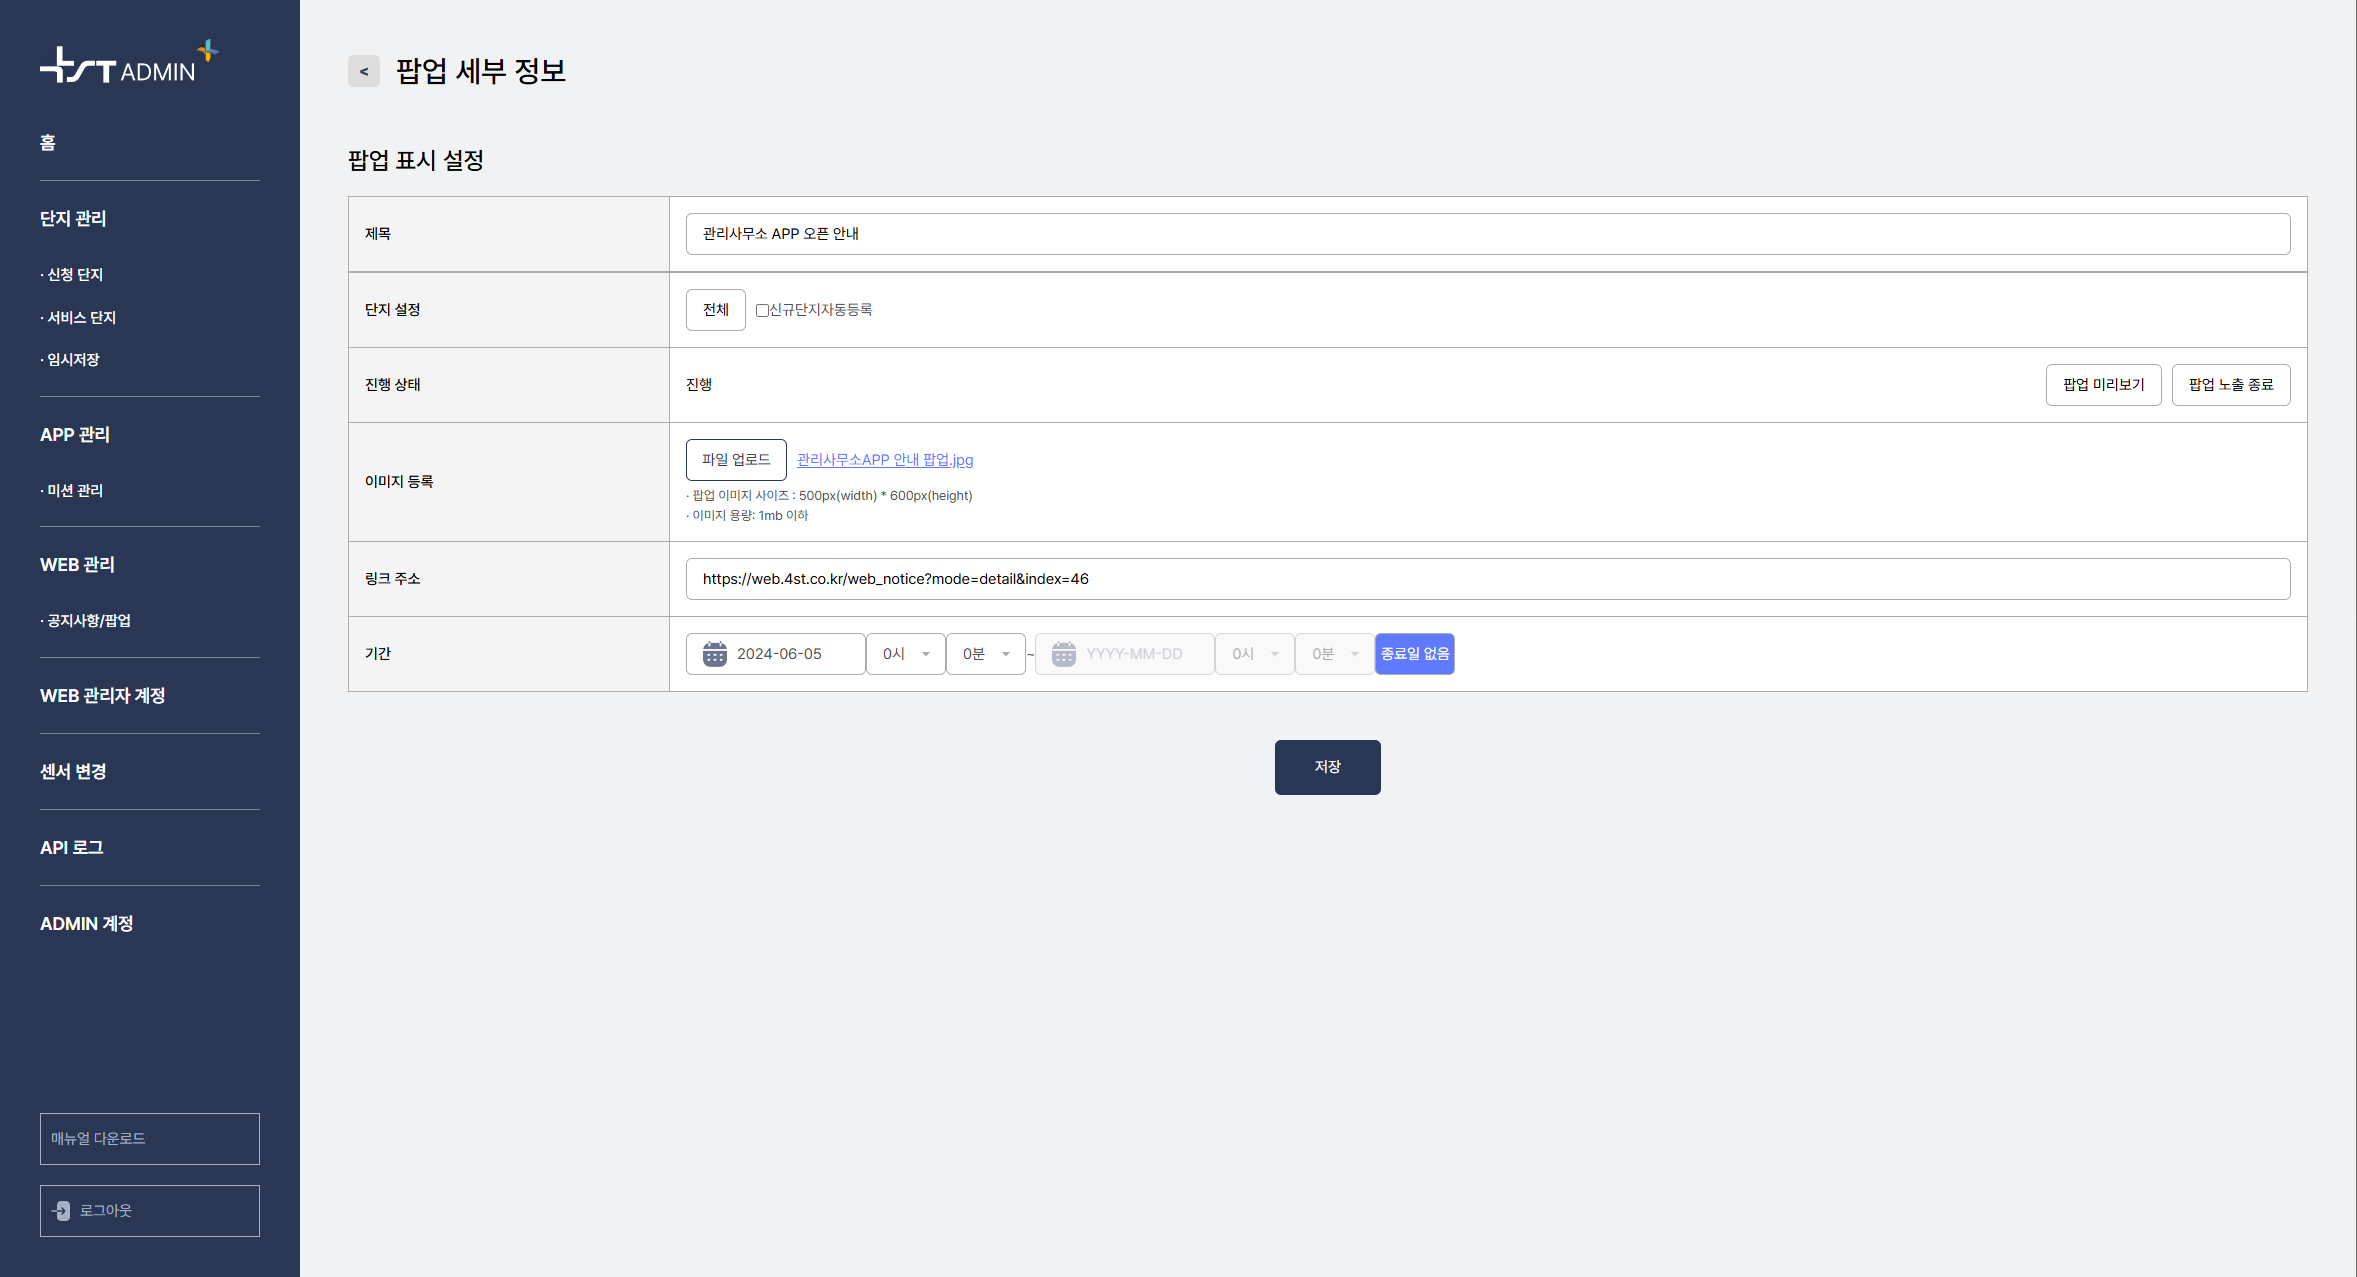 4ST ADMIN
홈
단지 관리
· 신청 단지
· 서비스 단지
· 임시저장
APP 관리
· 미션 관리
WEB 관리
· 공지사항/팝업
WEB 관리자 계정
센서 변경
API 로그
ADMIN 계정
매뉴얼 다운로드
로그아웃
< 팝업 세부 정보
팝업 표시 설정
제목 관리사무소 APP 오픈 안내
단지 설정 전체 신규단지자동등록
진행 상태 진행 팝업 미리보기 팝업 노출 종료
이미지 등록 파일 업로드 관리사무소APP 안내 팝업.jpg
· 팝업 이미지 사이즈 : 500px(width) * 600px(height)
· 이미지 용량: 1mb 이하
링크 주소 https://web.4st.co.kr/web_notice?mode=detail&index=46
기간 2024-06-05 0시 0분 ~ YYYY-MM-DD 0시 0분 종료일 없음
저장